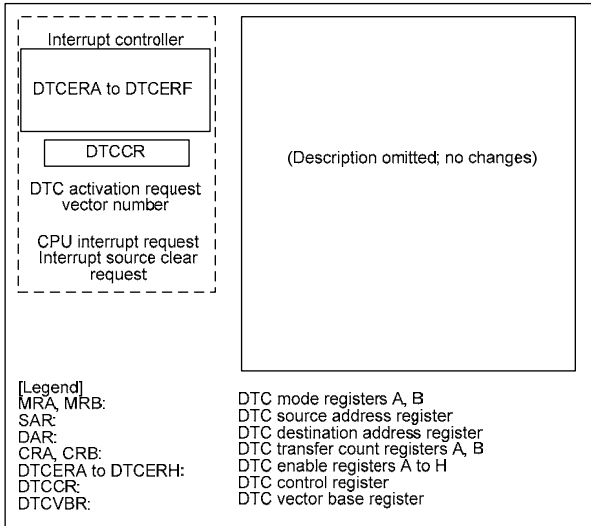 Interrupt controller
DTCERA to DTCERF
DTCCR
DTC activation request
vector number
CPU interrupt request
Interrupt source clear
request
(Description omitted; no changes)
[Legend]
MRA, MRB: DTC mode registers A, B
SAR: DTC source address register
DAR: DTC destination address register
CRA, CRB: DTC transfer count registers A, B
DTCERA to DTCERH: DTC enable registers A to H
DTCCR: DTC control register
DTCVBR: DTC vector base register